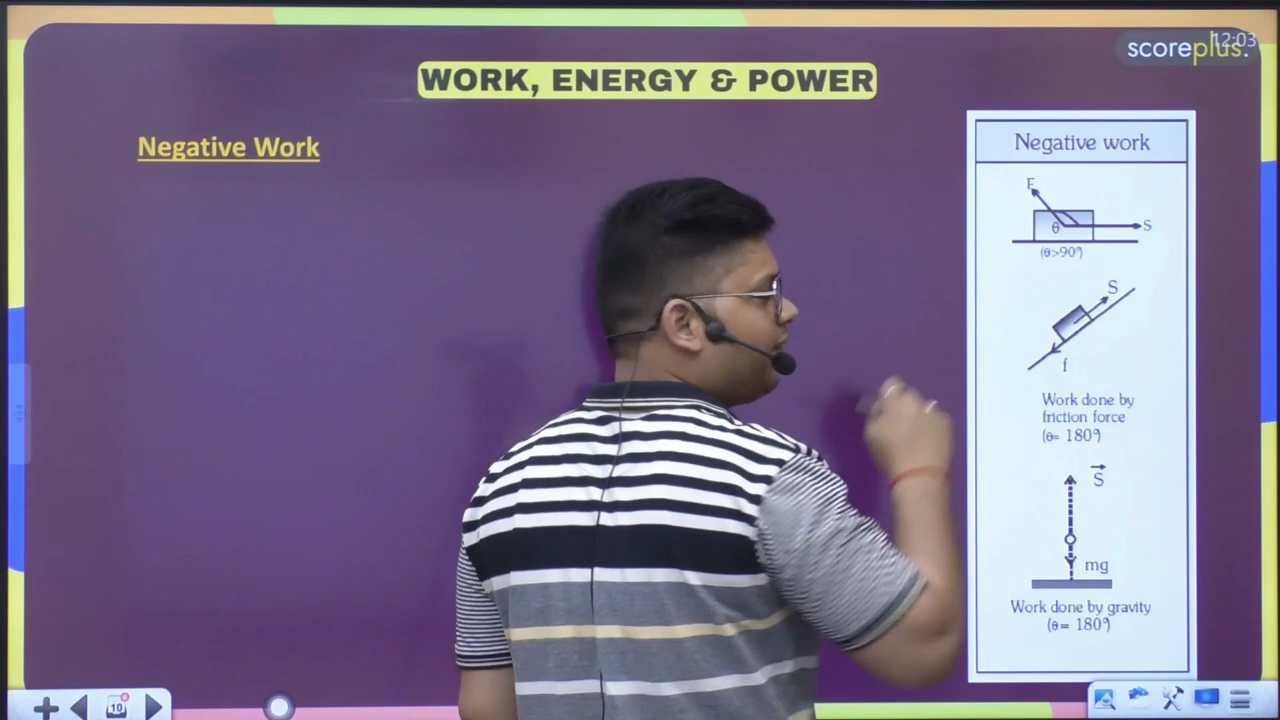 scoreplus.
12:03
WORK, ENERGY & POWER
Negative Work
Negative work
F
S
θ
(θ>90°)
S
f
Work done by
friction force
(θ= 180°)
S
mg
Work done by gravity
(θ= 180°)
10